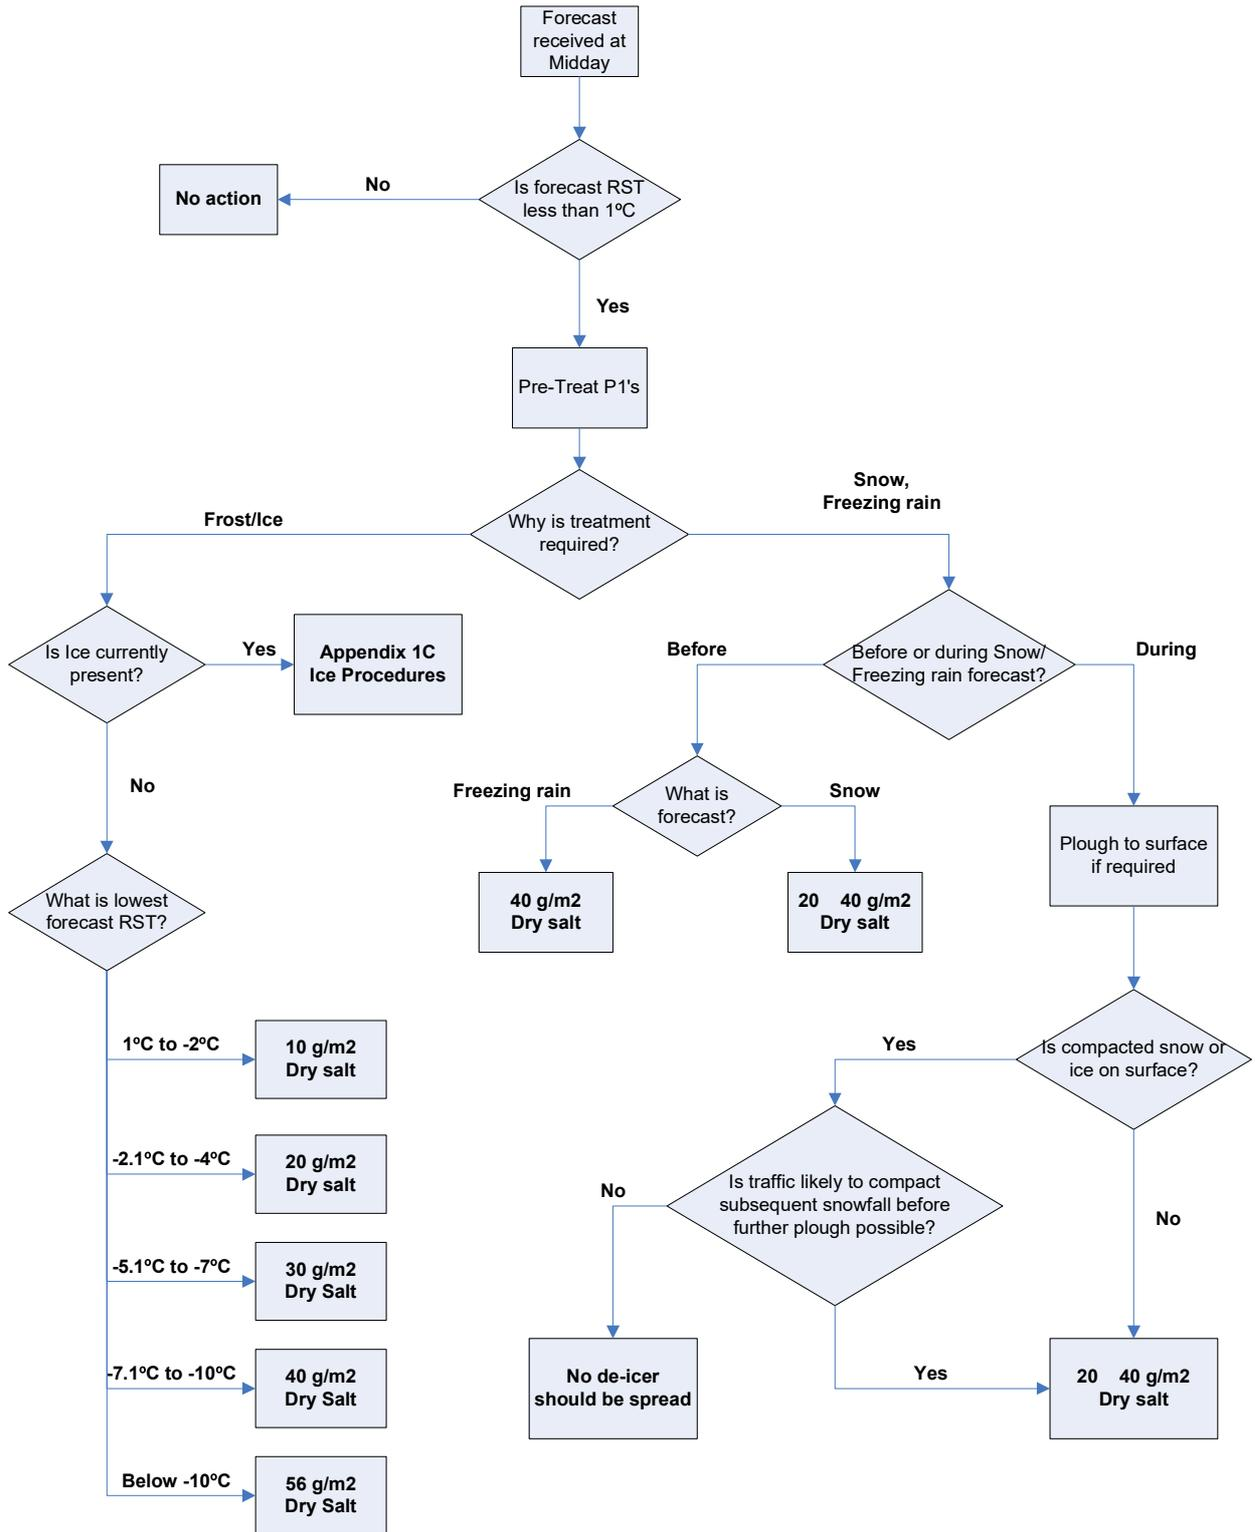 Forecast
received at
Midday
Is forecast RST
less than 1ºC
No
No action
Yes
Pre-Treat P1's
Why is treatment
required?
Frost/Ice
Snow,
Freezing rain
Is Ice currently
present?
Yes
Appendix 1C
Ice Procedures
Before or during Snow/
Freezing rain forecast?
Before
During
No
What is
forecast?
Freezing rain
Snow
40 g/m2
Dry salt
20    40 g/m2
Dry salt
Plough to surface
if required
What is lowest
forecast RST?
1ºC to -2ºC
10 g/m2
Dry salt
-2.1ºC to -4ºC
20 g/m2
Dry salt
-5.1ºC to -7ºC
30 g/m2
Dry Salt
-7.1ºC to -10ºC
40 g/m2
Dry Salt
Below -10ºC
56 g/m2
Dry Salt
Is compacted snow or
ice on surface?
Yes
Is traffic likely to compact
subsequent snowfall before
further plough possible?
No
No
No de-icer
should be spread
Yes
20    40 g/m2
Dry salt